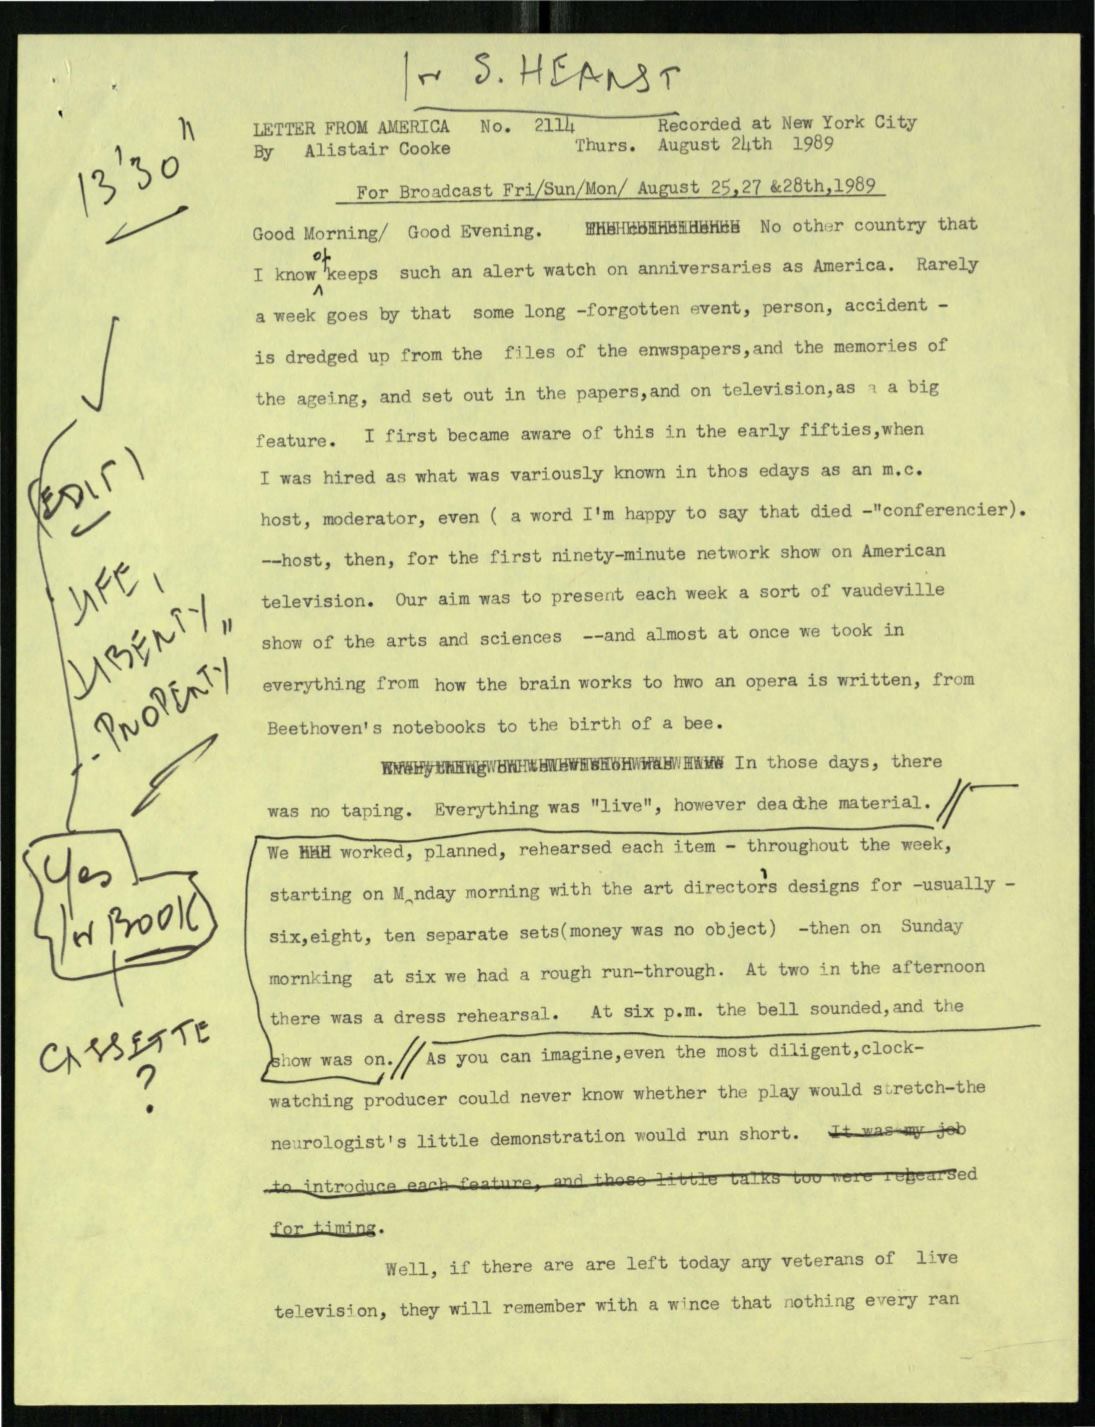 In S. HEARST
LETTER FROM AMERICA No. 2114 Recorded at New York City
By Alistair Cooke Thurs. August 24th 1989
For Broadcast Fri/Sun/Mon/ August 25,27 &28th,1989
13'30"
Good Morning/ Good Evening. The coincidence No other country that
of
I know keeps such an alert watch on anniversaries as America. Rarely
a week goes by that some long -forgotten event, person, accident -
is dredged up from the files of the enwspapers,and the memories of
the ageing, and set out in the papers,and on television,as a a big
feature. I first became aware of this in the early fifties,when
I was hired as what was variously known in thos edays as an m.c.
host, moderator, even ( a word I'm happy to say that died -"conferencier).
--host, then, for the first ninety-minute network show on American
television. Our aim was to present each week a sort of vaudeville
show of the arts and sciences --and almost at once we took in
everything from how the brain works to hwo an opera is written, from
Beethoven's notebooks to the birth of a bee.
(EDIT)
LIFE,
LIBERTY,,
PROPERTY
Everything on television was live In those days, there
was no taping. Everything was "live", however dead the material.
We worked, planned, rehearsed each item - throughout the week,
starting on M nday morning with the art director's designs for -usually -
six,eight, ten separate sets(money was no object) -then on Sunday
mornking at six we had a rough run-through. At two in the afternoon
there was a dress rehearsal. At six p.m. the bell sounded,and the
show was on. As you can imagine,even the most diligent,clock-
watching producer could never know whether the play would stretch-the
neurologist's little demonstration would run short. It was my job
to introduce each feature, and those little talks too were rehearsed
for timing.
Yes
In BOOK
CASSETTE
?
Well, if there are are left today any veterans of live
television, they will remember with a wince that nothing every ran